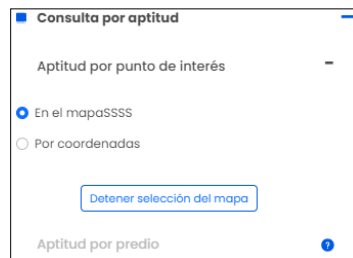 Consulta por aptitud
Aptitud por punto de interés
En el mapaSSSS
Por coordenadas
Detener selección del mapa
Aptitud por predio